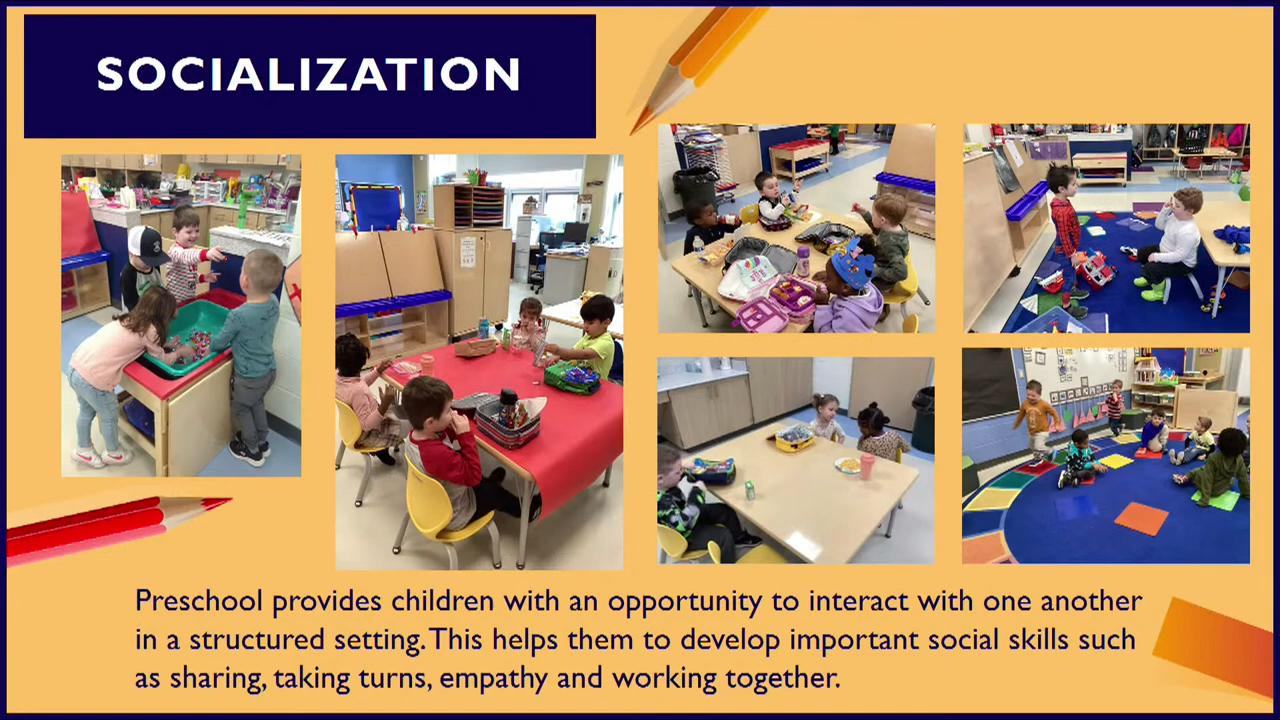 SOCIALIZATION
Preschool provides children with an opportunity to interact with one another
in a structured setting. This helps them to develop important social skills such
as sharing, taking turns, empathy and working together.